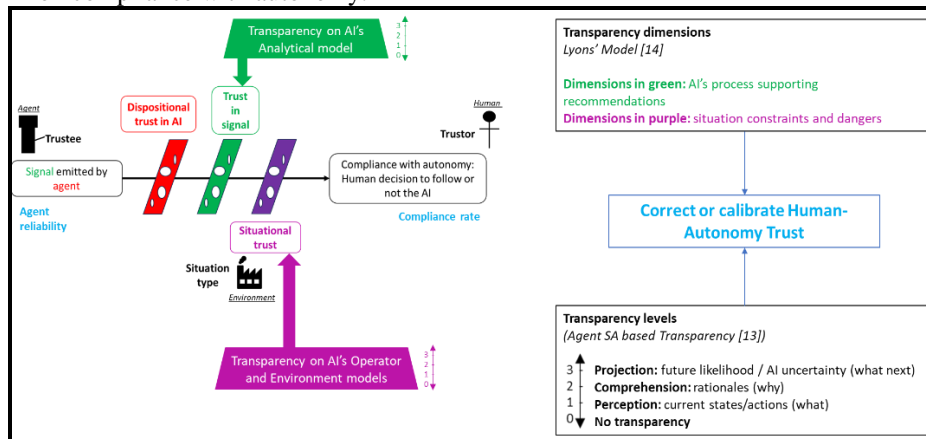 Transparency on AI's
Analytical model
3
2
1
0
Agent
Trustee
Dispositional
trust in AI
Trust
in
signal
Human
Trustor
Signal emitted by
agent
Compliance with autonomy:
Human decision to follow or
not the AI
Agent
reliability
Compliance rate
Situational
trust
Situation
type
Environment
Transparency on AI's Operator
and Environment models
3
2
1
0
Transparency dimensions
Lyons' Model [14]
Dimensions in green: AI's process supporting
recommendations
Dimensions in purple: situation constraints and dangers
Correct or calibrate Human-
Autonomy Trust
Transparency levels
(Agent SA based Transparency [13])
3 Projection: future likelihood / AI uncertainty (what next)
2 Comprehension: rationales (why)
1 Perception: current states/actions (what)
0 No transparency